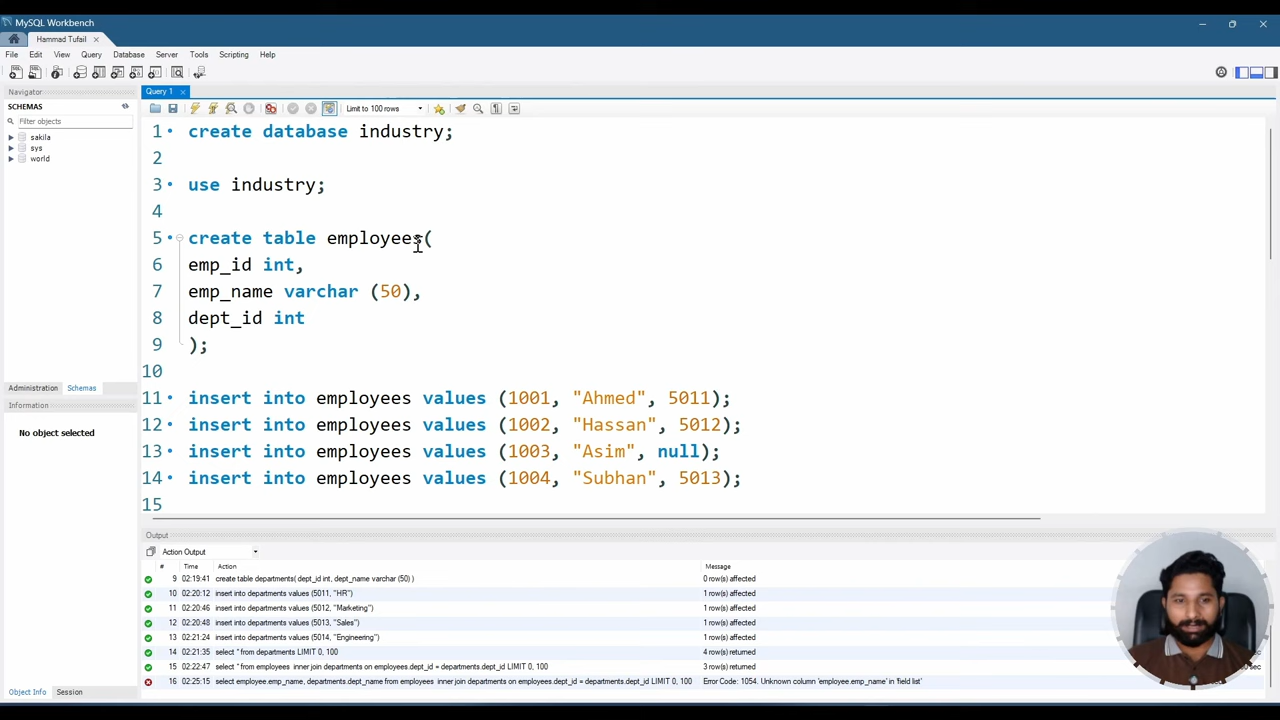 MySQL Workbench
Hammad Tufail
File Edit View Query Database Server Tools Scripting Help
Navigator
SCHEMAS
Filter objects
sakila
sys
world
Administration Schemas
Information
No object selected
Object Info Session
Query 1
Limit to 100 rows
1 create database industry;
2
3 use industry;
4
5 create table employees(
6 emp_id int,
7 emp_name varchar (50),
8 dept_id int
9 );
10
11 insert into employees values (1001, "Ahmed", 5011);
12 insert into employees values (1002, "Hassan", 5012);
13 insert into employees values (1003, "Asim", null);
14 insert into employees values (1004, "Subhan", 5013);
15
Output
Action Output
# Time Action Message
9 02:19:41 create table departments( dept_id int, dept_name varchar (50) ) 0 row(s) affected
10 02:20:12 insert into departments values (5011, "HR") 1 row(s) affected
11 02:20:46 insert into departments values (5012, "Marketing") 1 row(s) affected
12 02:20:48 insert into departments values (5013, "Sales") 1 row(s) affected
13 02:21:24 insert into departments values (5014, "Engineering") 1 row(s) affected
14 02:21:35 select * from departments LIMIT 0, 100 4 row(s) returned
15 02:22:47 select * from employees inner join departments on employees.dept_id = departments.dept_id LIMIT 0, 100 3 row(s) returned
16 02:25:15 select employee.emp_name, departments.dept_name from employees inner join departments on employees.dept_id = departments.dept_id LIMIT 0, 100 Error Code: 1054. Unknown column 'employee.emp_name' in 'field list'